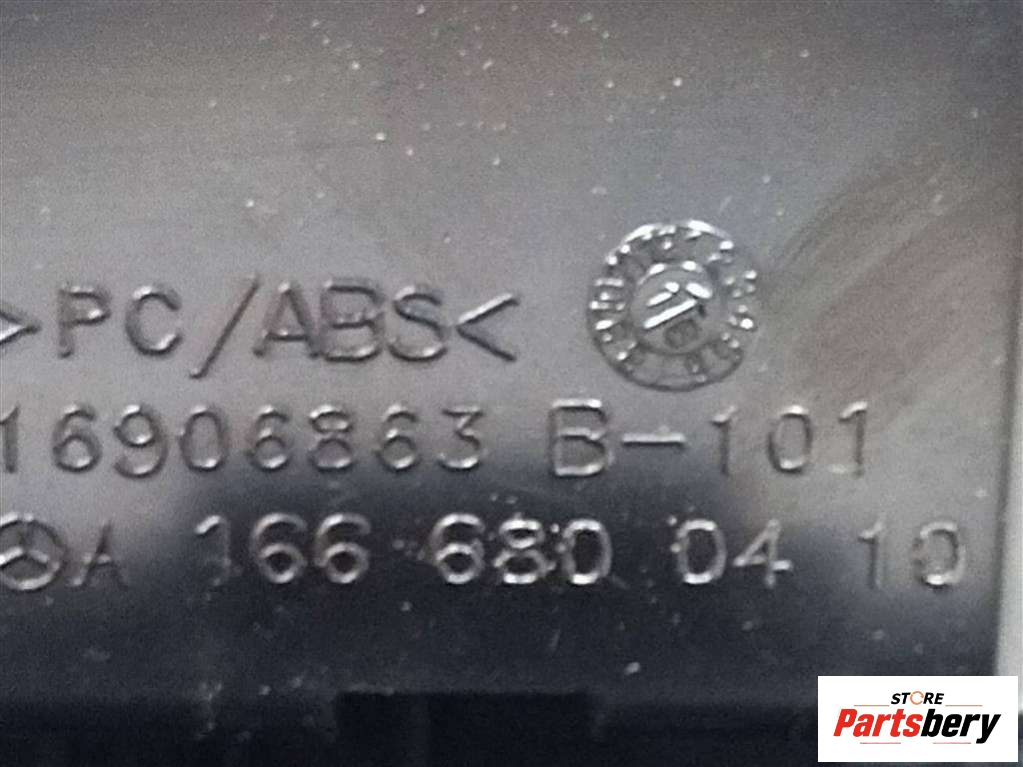 >PC/ABS<
16906863 B-101
A 166 680 04 10
STORE
Partsbery